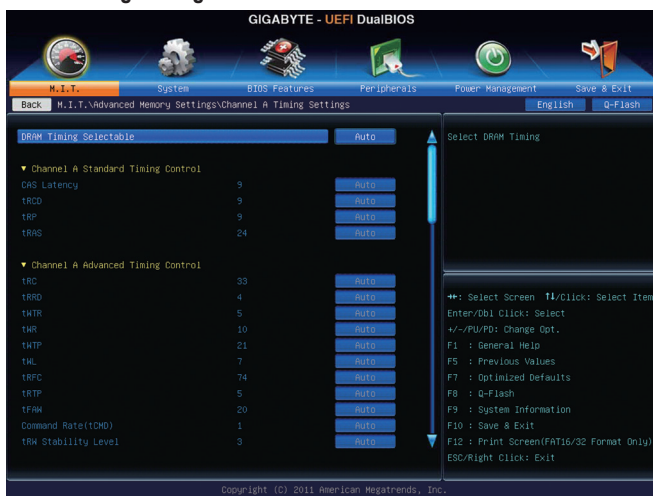 GIGABYTE - UEFI DualBIOS
M.I.T.
System
BIOS Features
Peripherals
Power Management
Save & Exit
Back M.I.T.\Advanced Memory Settings\Channel A Timing Settings
English
Q-Flash
DRAM Timing Selectable Auto
▼ Channel A Standard Timing Control
CAS Latency 9 Auto
tRCD 9 Auto
tRP 9 Auto
tRAS 24 Auto
▼ Channel A Advanced Timing Control
tRC 33 Auto
tRRD 4 Auto
tWTR 5 Auto
tWR 10 Auto
tWTP 21 Auto
tWL 7 Auto
tRFC 74 Auto
tRTP 5 Auto
tFAW 20 Auto
Command Rate(tCMD) 1 Auto
tRW Stability Level 3 Auto
Select DRAM Timing
→←: Select Screen ↑↓/Click: Select Item
Enter/Dbl Click: Select
+/-/PU/PD: Change Opt.
F1 : General Help
F5 : Previous Values
F7 : Optimized Defaults
F8 : Q-Flash
F9 : System Information
F10 : Save & Exit
F12 : Print Screen(FAT16/32 Format Only)
ESC/Right Click: Exit
Copyright (C) 2011 American Megatrends, Inc.